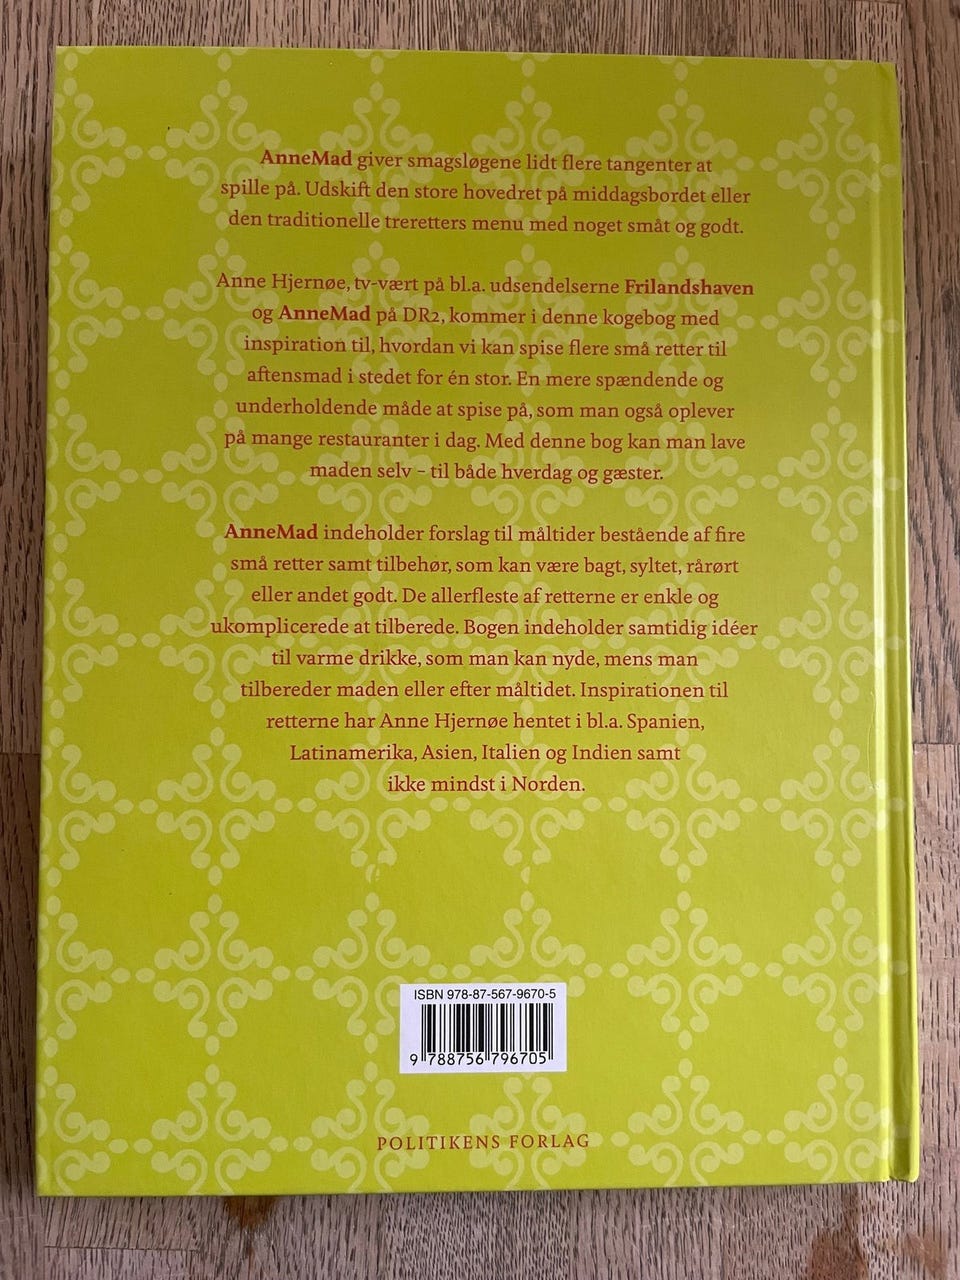 AnneMad giver smagsløgene lidt flere tangenter at
spille på. Udskift den store hovedret på middagsbordet eller
den traditionelle treretters menu med noget småt og godt.
Anne Hjernøe, tv-vært på bl.a. udsendelserne Frilandshaven
og AnneMad på DR2, kommer i denne kogebog med
inspiration til, hvordan vi kan spise flere små retter til
aftensmad i stedet for én stor. En mere spændende og
underholdende måde at spise på, som man også oplever
på mange restauranter i dag. Med denne bog kan man lave
maden selv – til både hverdag og gæster.
AnneMad indeholder forslag til måltider bestående af fire
små retter samt tilbehør, som kan være bagt, syltet, rårørt
eller andet godt. De allerfleste af retterne er enkle og
ukomplicerede at tilberede. Bogen indeholder samtidig idéer
til varme drikke, som man kan nyde, mens man
tilbereder maden eller efter måltidet. Inspirationen til
retterne har Anne Hjernøe hentet i bl.a. Spanien,
Latinamerika, Asien, Italien og Indien samt
ikke mindst i Norden.
ISBN 978-87-567-9670-5
9 788756 796705
POLITIKENS FORLAG